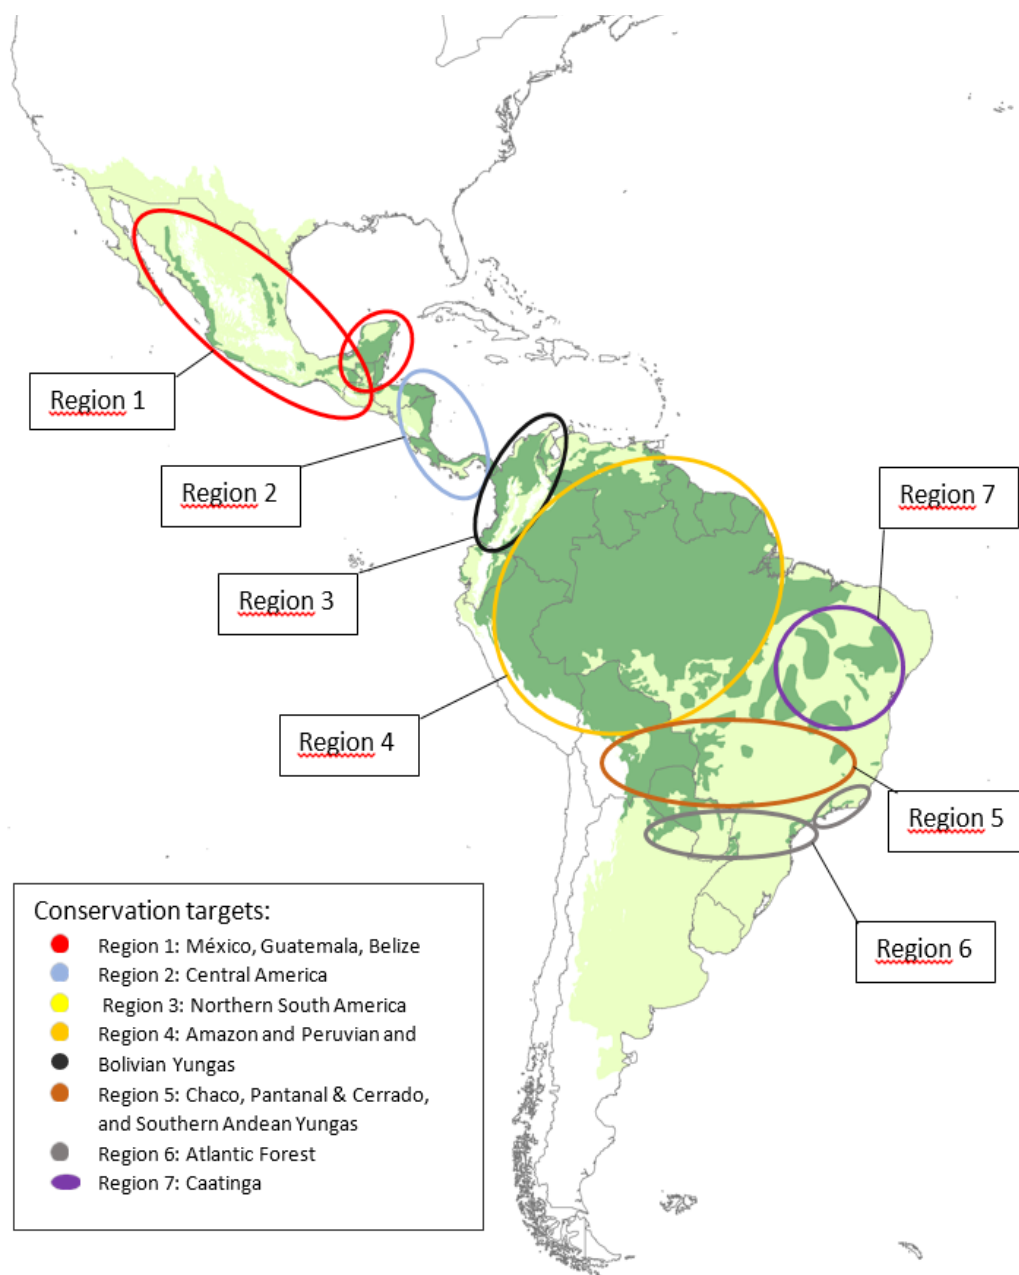 Region 1
Region 2
Region 7
Region 3
Region 4
Region 5
Region 6
Conservation targets:
Region 1: México, Guatemala, Belize
Region 2: Central America
Region 3: Northern South America
Region 4: Amazon and Peruvian and
Bolivian Yungas
Region 5: Chaco, Pantanal & Cerrado,
and Southern Andean Yungas
Region 6: Atlantic Forest
Region 7: Caatinga